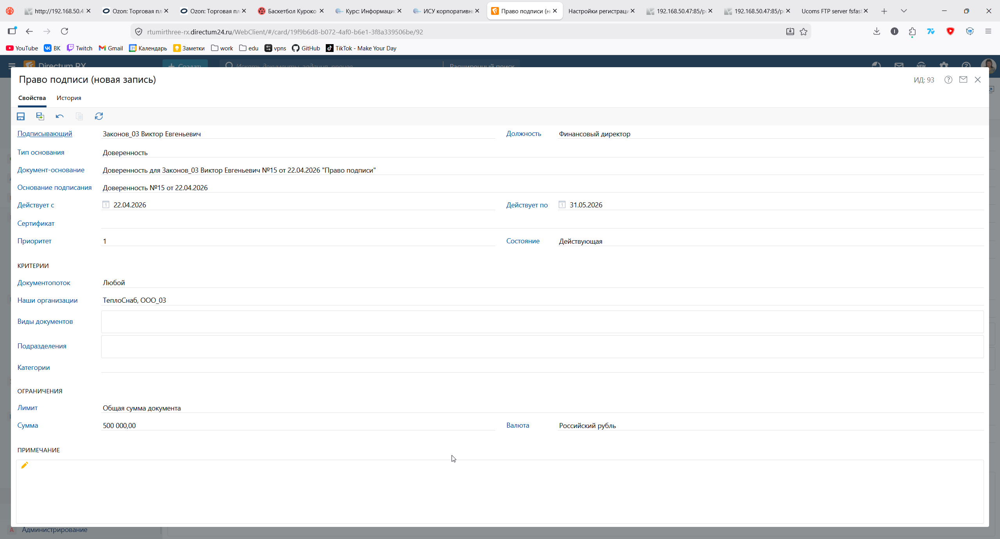 http://192.168.50.4
Ozon: Торговая пл
Ozon: Торговая пл
Баскетбол Куроко
Курс: Информаци
ИСУ корпоративн
Право подписи (н
Настройки регистраци
192.168.50.47:85/p
192.168.50.47:85/p
Ucoms FTP server fsfast
rtumirthree-rx.directum24.ru/WebClient/#/card/19f9b6d8-b072-4af0-b6e1-3f8a339506be/92
YouTube ВК Twitch Gmail Календарь Заметки work edu vpns GitHub TikTok - Make Your Day
Directum RX Создать Искать документы, задания, прочее Расширенный поиск NEW
Право подписи (новая запись) ИД: 93
Свойства История
Подписывающий Законов_03 Виктор Евгеньевич Должность Финансовый директор
Тип основания Доверенность
Документ-основание Доверенность для Законов_03 Виктор Евгеньевич №15 от 22.04.2026 "Право подписи"
Основание подписания Доверенность №15 от 22.04.2026
Действует с 22.04.2026 Действует по 31.05.2026
Сертификат
Приоритет 1 Состояние Действующая
КРИТЕРИИ
Документопоток Любой
Наши организации ТеплоСнаб, ООО_03
Виды документов
Подразделения
Категории
ОГРАНИЧЕНИЯ
Лимит Общая сумма документа
Сумма 500 000,00 Валюта Российский рубль
ПРИМЕЧАНИЕ
А Администрирование